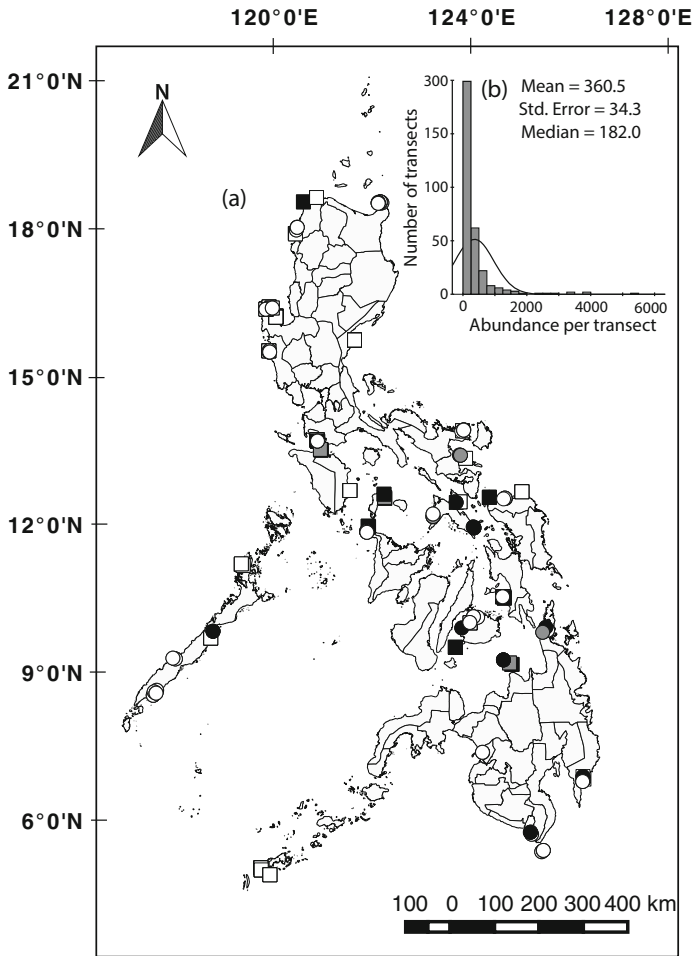 120°0'E 124°0'E 128°0'E
21°0'N
18°0'N
15°0'N
12°0'N
9°0'N
6°0'N
N
(a)
(b)
Mean = 360.5
Std. Error = 34.3
Median = 182.0
Number of transects
300
150
100
50
0
0 2000 4000 6000
Abundance per transect
100 0 100 200 300 400 km